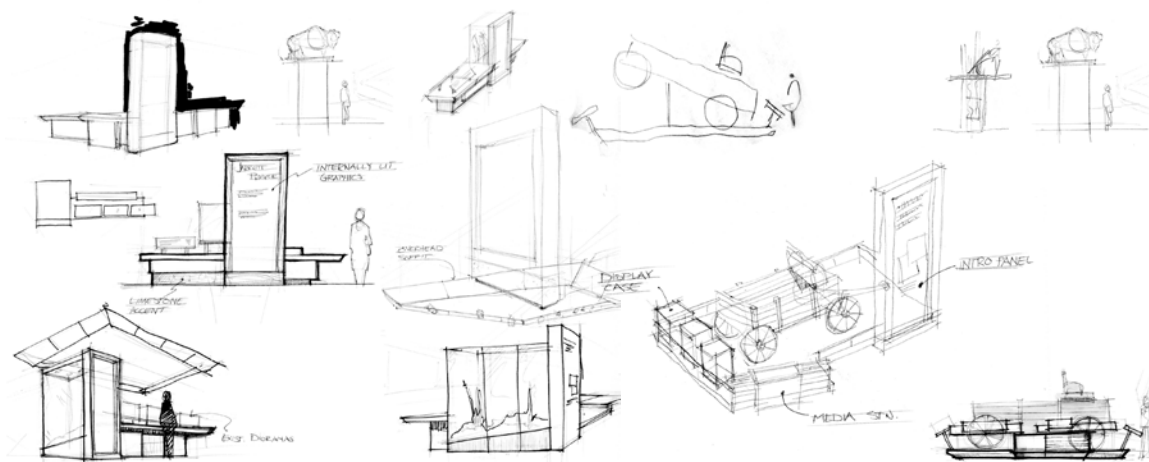 INTERNALLY LIT
GRAPHICS
OVERHEAD
SOFFIT
DISPLAY
CASE
INTRO PANEL
LIMESTONE
ACCENT
EXIST. DIORAMAS
MEDIA STN.